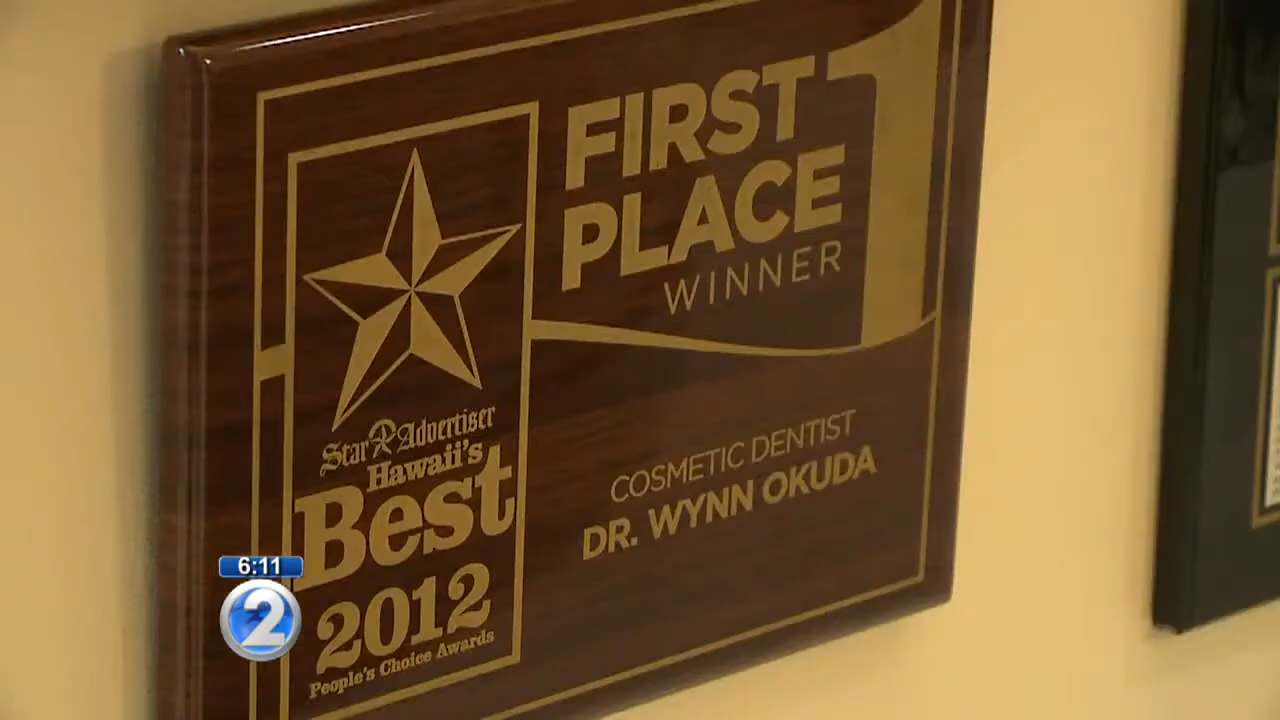 FIRST
PLACE
WINNER
1
Star Advertiser
Hawaii's
Best
2012
People's Choice Awards
COSMETIC DENTIST
DR. WYNN OKUDA
6:11
2